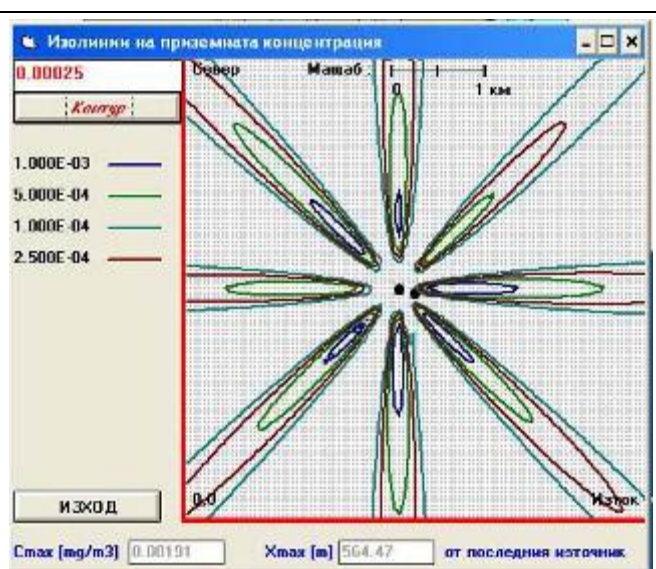 Изолинии на приземната концентрация
0.00025
Север Машаб :
0 1 км
Контур
1.000E-03
5.000E-04
1.000E-04
2.500E-04
0.0 Изток
ИЗХОД
Cmax [mg/m3] 0.00191 Xmax [m] 564.47 от последния източник